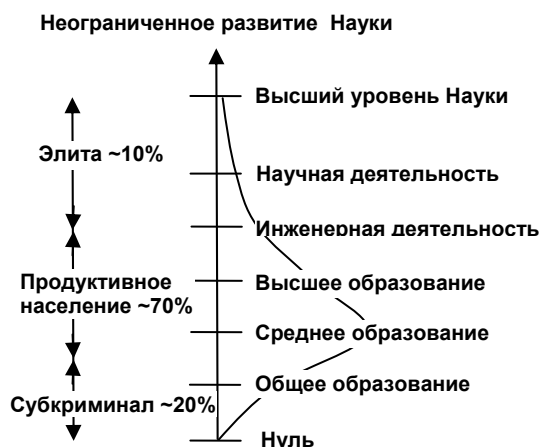 Неограниченное развитие Науки
Высший уровень Науки
Элита ~10%
Научная деятельность
Инженерная деятельность
Продуктивное
население ~70%
Высшее образование
Среднее образование
Общее образование
Субкриминал ~20%
Нуль